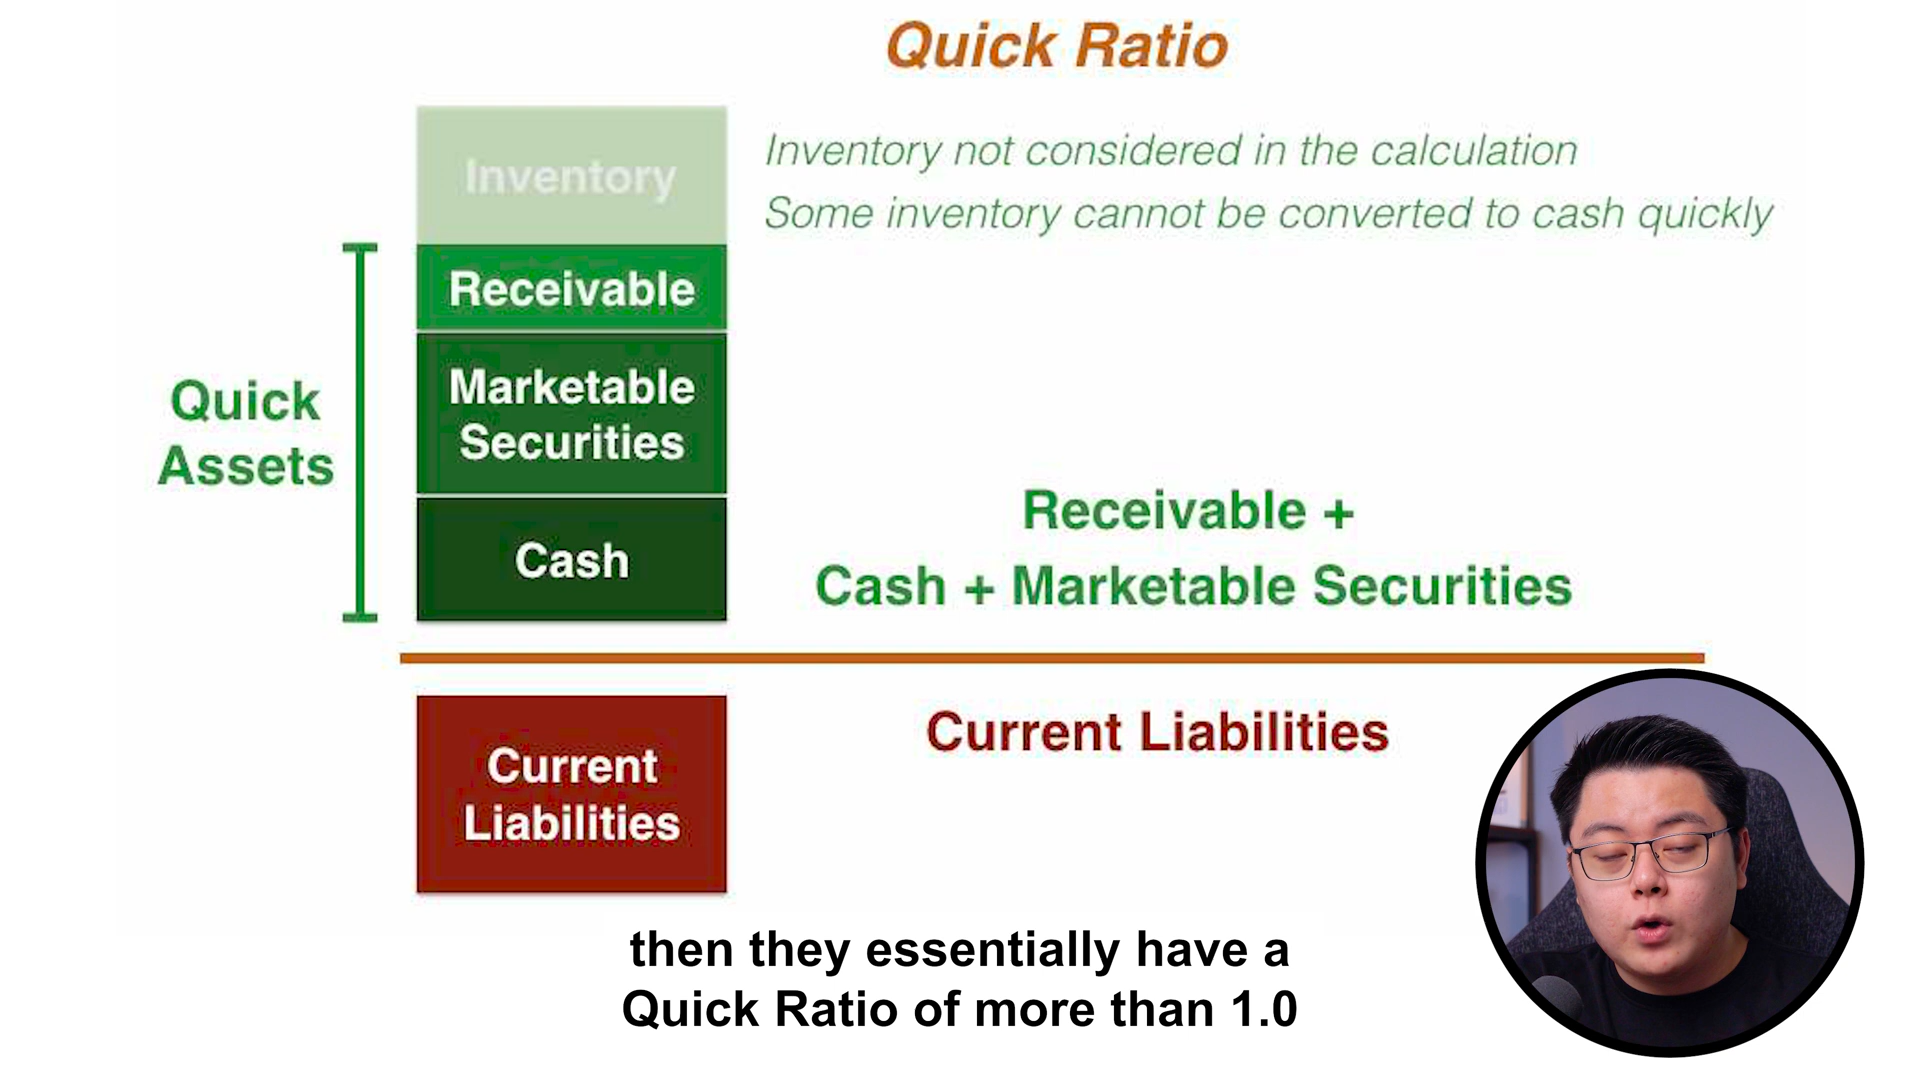 Quick Ratio
Inventory
Inventory not considered in the calculation
Some inventory cannot be converted to cash quickly
Receivable
Marketable
Securities
Cash
Quick
Assets
Receivable +
Cash + Marketable Securities
Current
Liabilities
Current Liabilities
then they essentially have a
Quick Ratio of more than 1.0